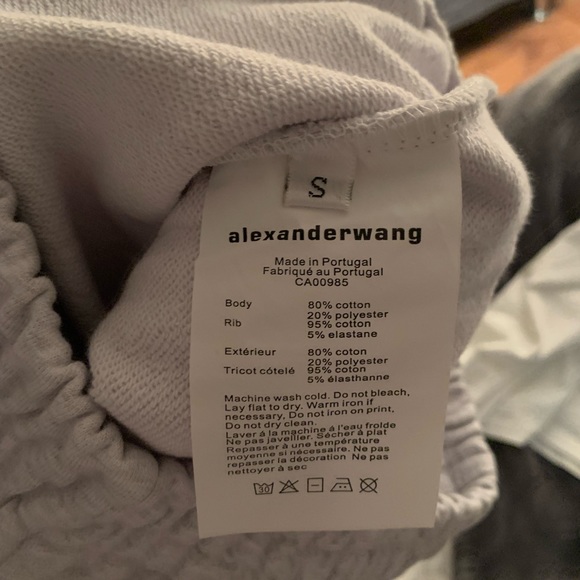 S
alexanderwang
Made in Portugal
Fabriqué au Portugal
CA00985
Body 80% cotton
20% polyester
Rib 95% cotton
5% elastane
Extérieur 80% coton
20% polyester
Tricot côtelé 95% coton
5% élasthanne
Machine wash cold. Do not bleach,
Lay flat to dry. Warm iron if
necessary. Do not iron on print,
Do not dry clean.
Laver à la machine à l'eau frolde
Ne pas javeiller. Sécher à plat
Repasser à une température
moyenne si nécessaire. Ne pas
repasser la décoration Ne pas
nettoyer à sec
30